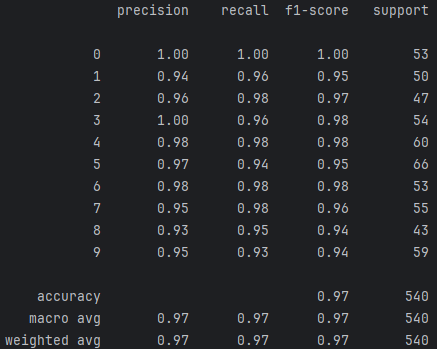 precision recall f1-score support
0 1.00 1.00 1.00 53
1 0.94 0.96 0.95 50
2 0.96 0.98 0.97 47
3 1.00 0.96 0.98 54
4 0.98 0.98 0.98 60
5 0.97 0.94 0.95 66
6 0.98 0.98 0.98 53
7 0.95 0.98 0.96 55
8 0.93 0.95 0.94 43
9 0.95 0.93 0.94 59
accuracy 0.97 540
macro avg 0.97 0.97 0.97 540
weighted avg 0.97 0.97 0.97 540